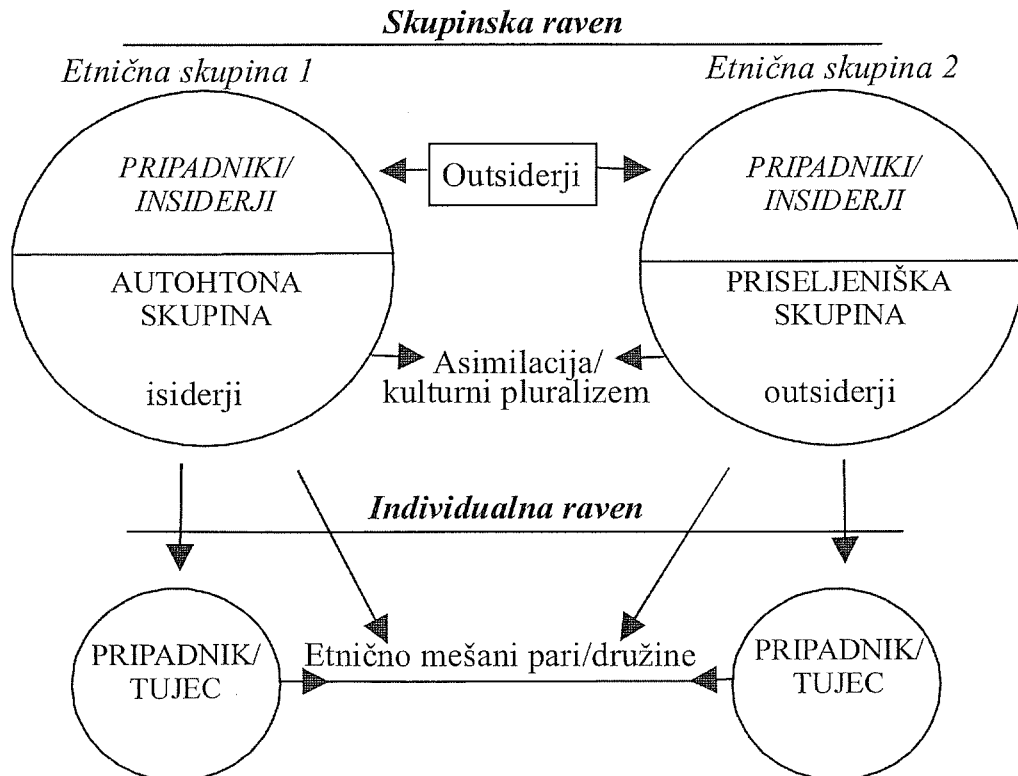 Skupinska raven
Etnična skupina 1
Etnična skupina 2
PRIPADNIKI/
INSIDERJI
Outsiderji
PRIPADNIKI/
INSIDERJI
AUTOHTONA
SKUPINA
PRISELJENIŠKA
SKUPINA
Asimilacija/
kulturni pluralizem
isiderji
outsiderji
Individualna raven
PRIPADNIK/
TUJEC
Etnično mešani pari/družine
PRIPADNIK/
TUJEC